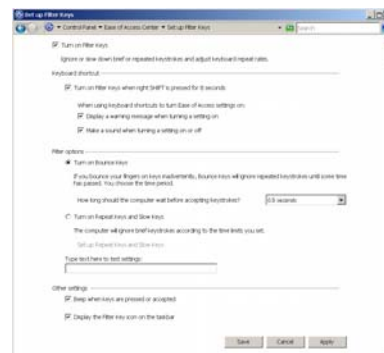 Set up Filter Keys
Control Panel Ease of Access Center Set up Filter Keys
Search
Turn on Filter Keys
Ignore or slow down brief or repeated keystrokes and adjust keyboard repeat rates.
Keyboard shortcut
Turn on Filter Keys when right SHIFT is pressed for 8 seconds
When using keyboard shortcuts to turn Ease of Access settings on:
Display a warning message when turning a setting on
Make a sound when turning a setting on or off
Filter options
Turn on Bounce Keys
If you bounce your fingers on keys inadvertently, Bounce Keys will ignore repeated keystrokes until some time
has passed. You choose the time period.
How long should the computer wait before accepting keystrokes?
0.5 seconds
Turn on Repeat Keys and Slow Keys
The computer will ignore brief keystrokes according to the time limits you set.
Set up Repeat Keys and Slow Keys
Type text here to test settings:
Other settings
Beep when keys are pressed or accepted
Display the Filter Key icon on the taskbar
Save Cancel Apply